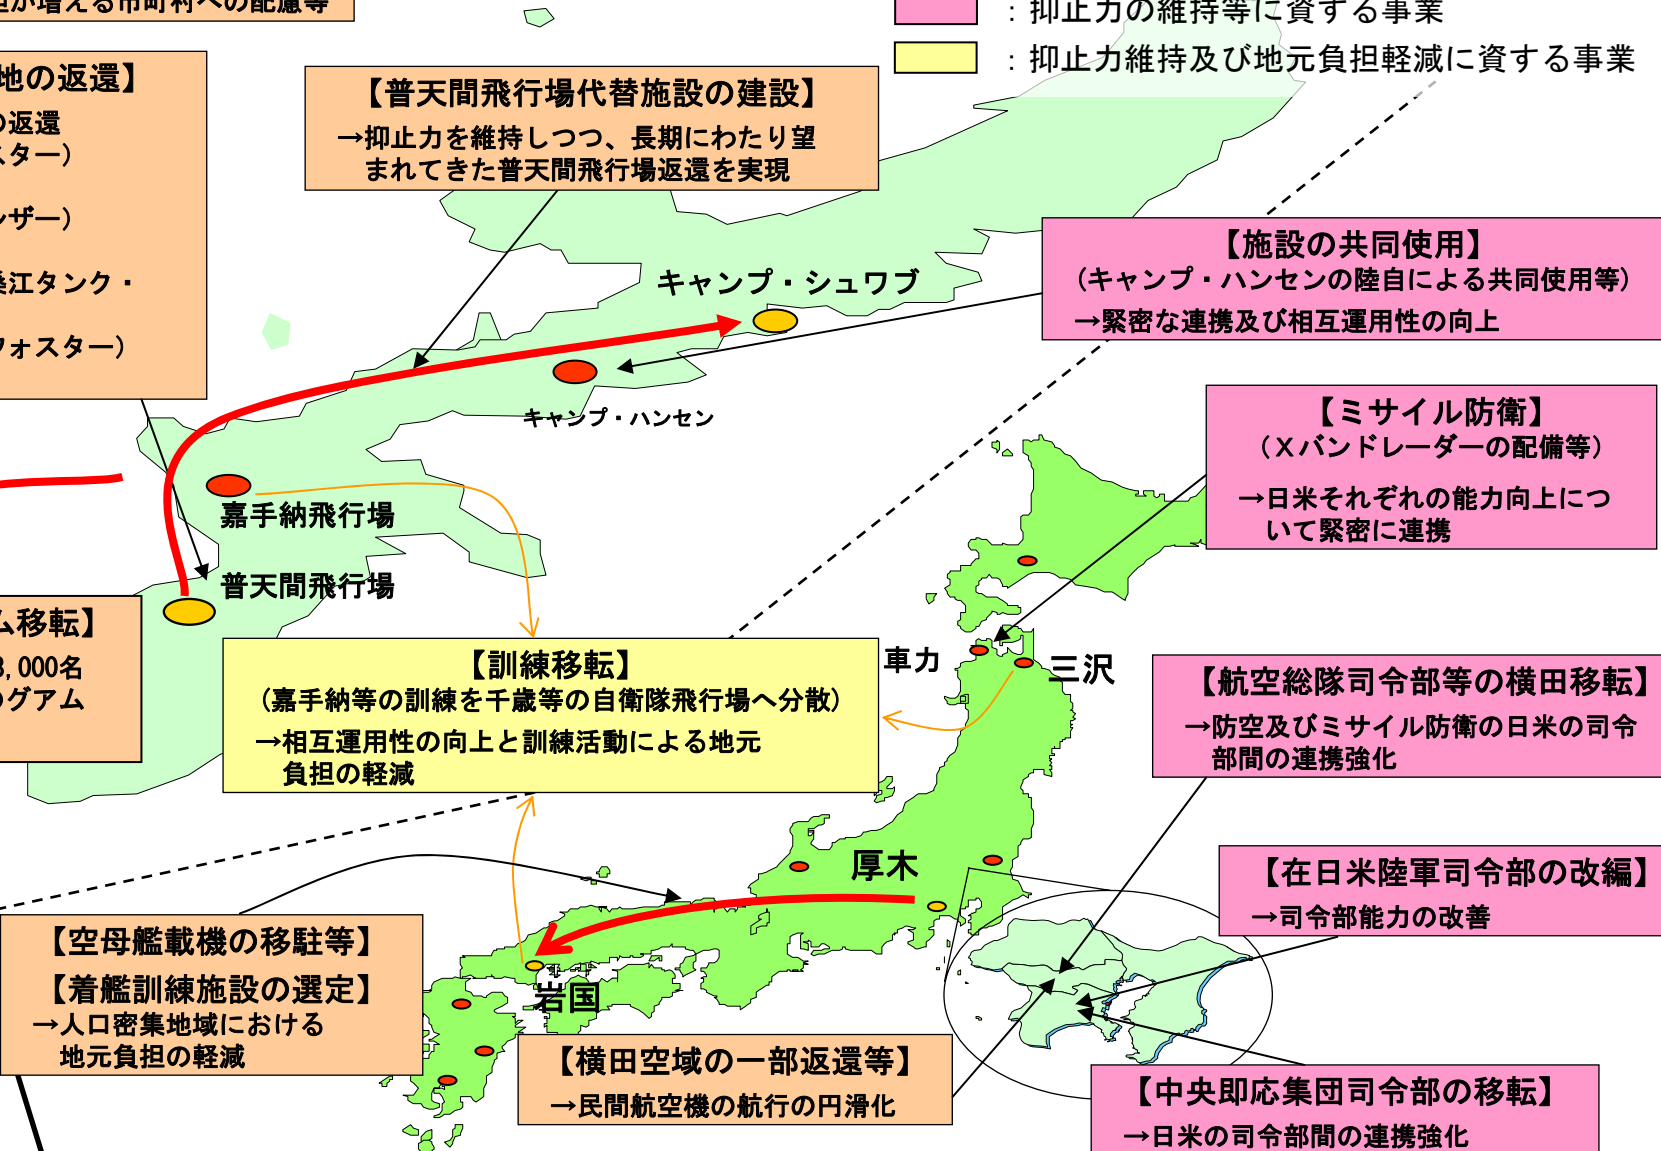 担が増える市町村への配慮等
：抑止力の維持等に資する事業
：抑止力維持及び地元負担軽減に資する事業
地の返還】
の返還
スター）
ンザー）
桑江タンク・
フォスター）
【普天間飛行場代替施設の建設】
→抑止力を維持しつつ、長期にわたり望
まれてきた普天間飛行場返還を実現
【施設の共同使用】
（キャンプ・ハンセンの陸自による共同使用等）
→緊密な連携及び相互運用性の向上
キャンプ・シュワブ
キャンプ・ハンセン
【ミサイル防衛】
（Ｘバンドレーダーの配備等）
→日米それぞれの能力向上につ
いて緊密に連携
嘉手納飛行場
普天間飛行場
ム移転】
8,000名
のグアム
【訓練移転】
（嘉手納等の訓練を千歳等の自衛隊飛行場へ分散）
→相互運用性の向上と訓練活動による地元
負担の軽減
車力
三沢
【航空総隊司令部等の横田移転】
→防空及びミサイル防衛の日米の司令
部間の連携強化
厚木
【在日米陸軍司令部の改編】
→司令部能力の改善
【空母艦載機の移駐等】
【着艦訓練施設の選定】
→人口密集地域における
地元負担の軽減
岩国
【横田空域の一部返還等】
→民間航空機の航行の円滑化
【中央即応集団司令部の移転】
→日米の司令部間の連携強化